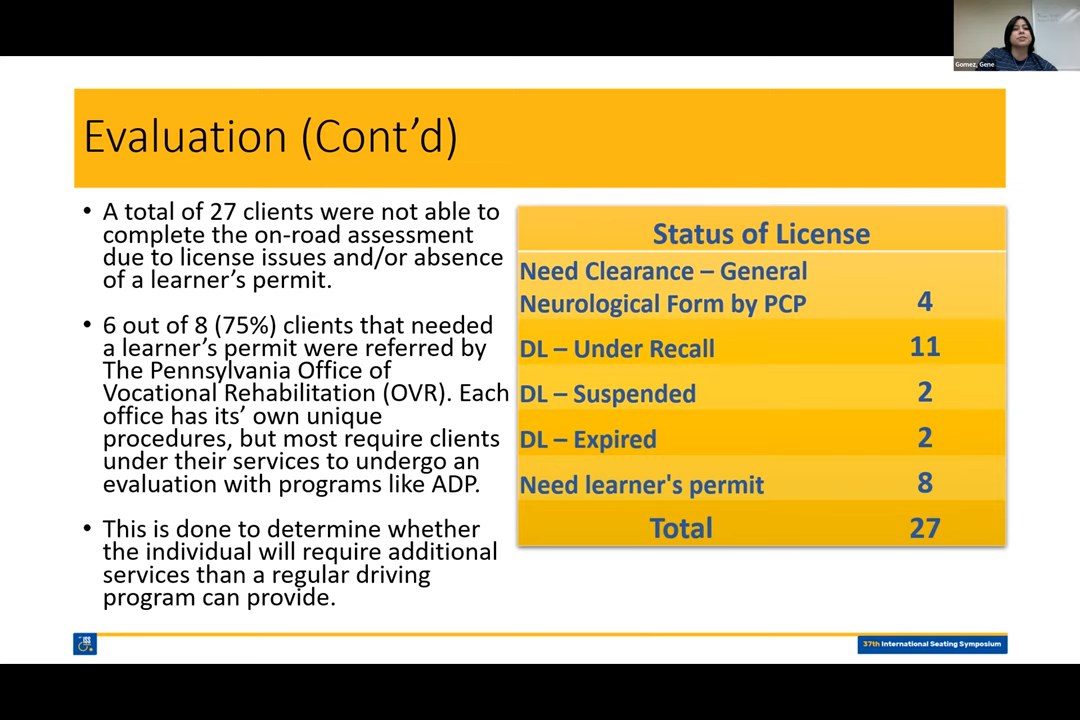 Gomez, Gene
Evaluation (Cont'd)
• A total of 27 clients were not able to
complete the on-road assessment
due to license issues and/or absence
of a learner's permit.
• 6 out of 8 (75%) clients that needed
a learner's permit were referred by
The Pennsylvania Office of
Vocational Rehabilitation (OVR). Each
office has its' own unique
procedures, but most require clients
under their services to undergo an
evaluation with programs like ADP.
• This is done to determine whether
the individual will require additional
services than a regular driving
program can provide.
Status of License
Need Clearance – General
Neurological Form by PCP 4
DL – Under Recall 11
DL – Suspended 2
DL – Expired 2
Need learner's permit 8
Total 27
ISS
37th International Seating Symposium